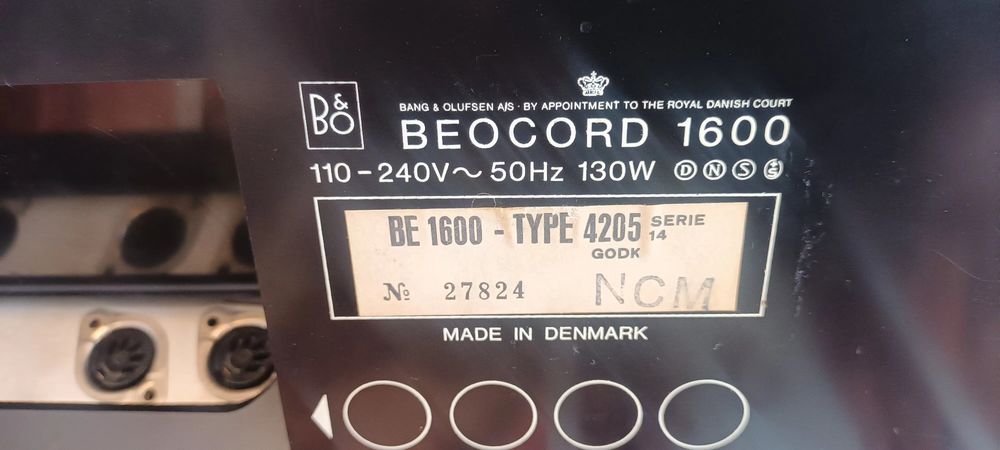 B&O
BANG & OLUFSEN A/S · BY APPOINTMENT TO THE ROYAL DANISH COURT
BEOCORD 1600
110-240V~ 50Hz 130W D N S
BE 1600 - TYPE 4205 SERIE 14
GODK
№ 27824 NCM
MADE IN DENMARK